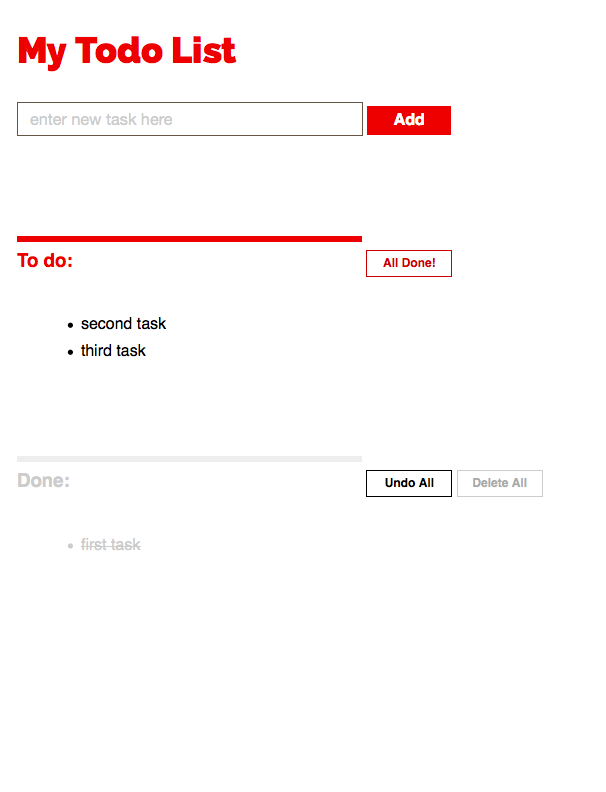 My Todo List
enter new task here
Add
To do:
All Done!
second task
third task
Done:
Undo All
Delete All
first task